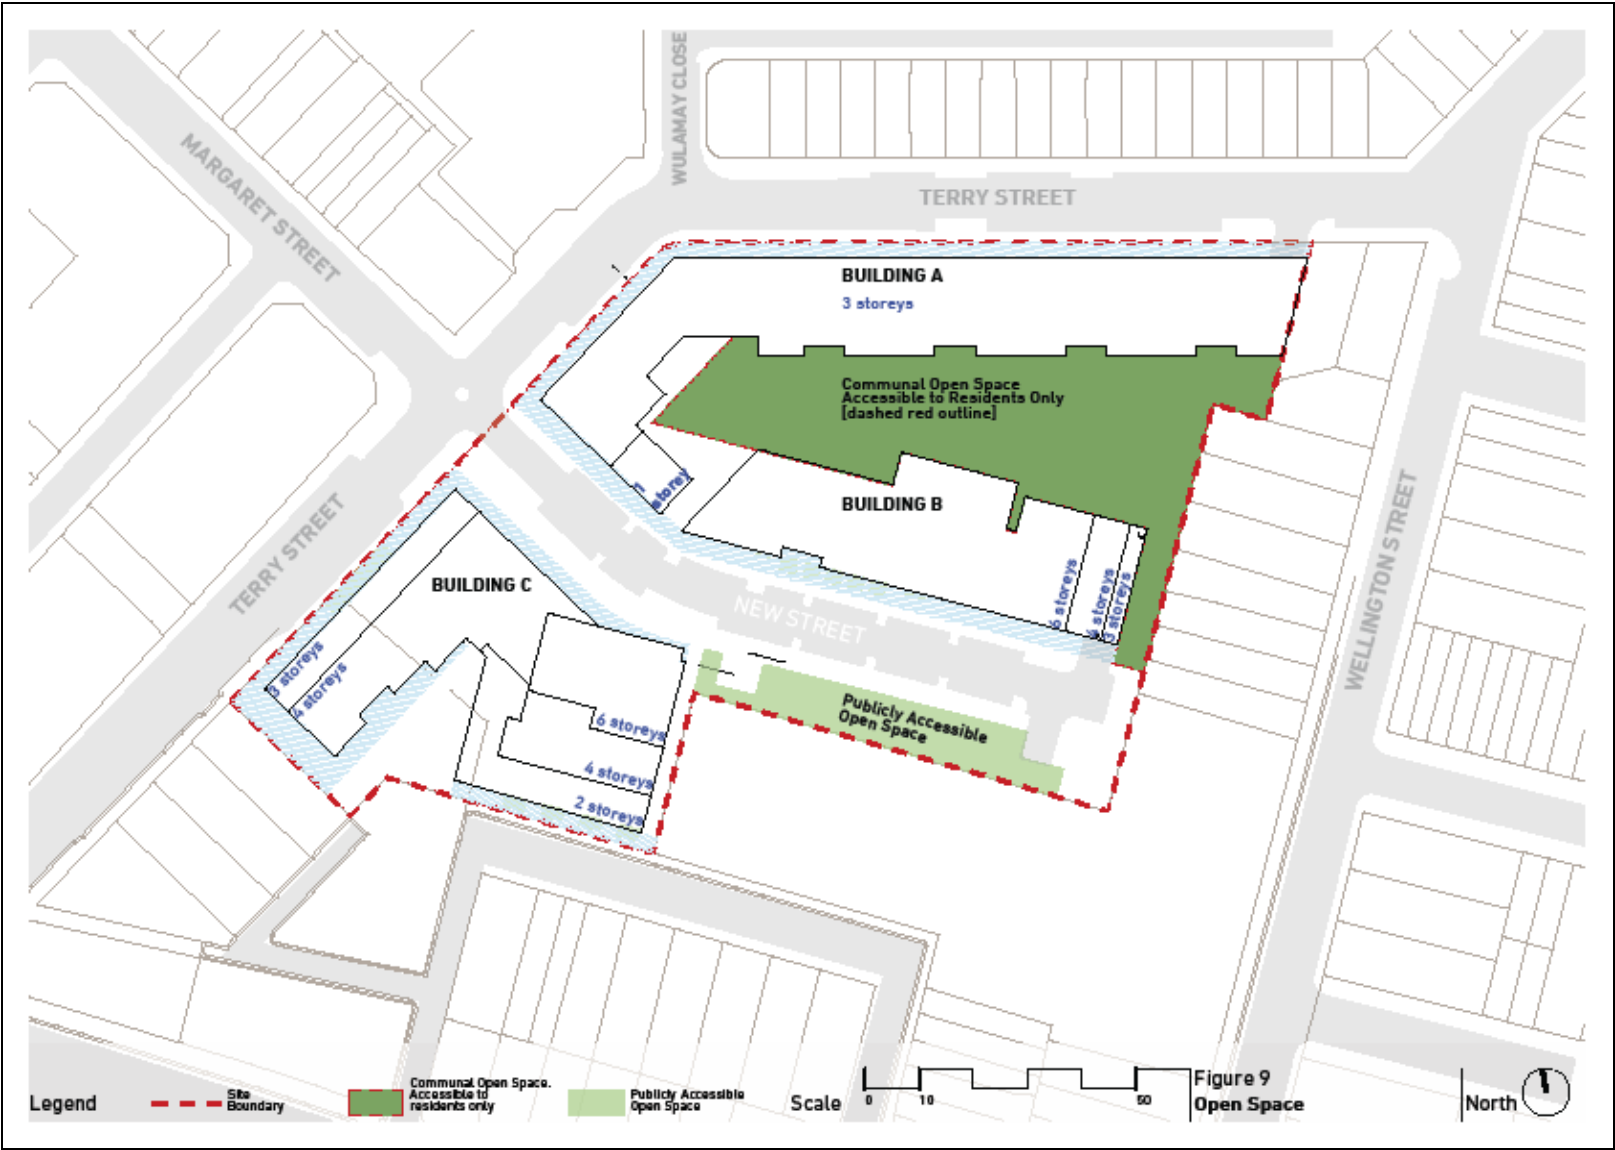 WULAMAY CLOSE
MARGARET STREET
TERRY STREET
BUILDING A
3 storeys
Communal Open Space
Accessible to Residents Only
[dashed red outline]
1
storey
BUILDING B
6 storeys
4 storeys
3 storeys
WELLINGTON STREET
TERRY STREET
BUILDING C
NEW STREET
3 storeys
4 storeys
6 storeys
4 storeys
2 storeys
Publicly Accessible
Open Space
Legend
Site
Boundary
Communal Open Space.
Accessible to
residents only
Publicly Accessible
Open Space
Scale
0 10 50
Figure 9
Open Space
North